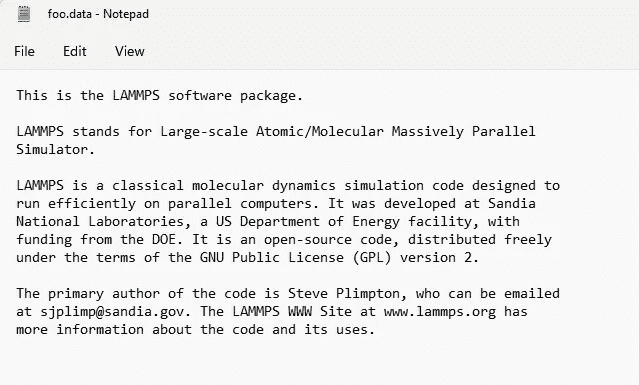 foo.data - Notepad
File Edit View
This is the LAMMPS software package.
LAMMPS stands for Large-scale Atomic/Molecular Massively Parallel
Simulator.
LAMMPS is a classical molecular dynamics simulation code designed to
run efficiently on parallel computers. It was developed at Sandia
National Laboratories, a US Department of Energy facility, with
funding from the DOE. It is an open-source code, distributed freely
under the terms of the GNU Public License (GPL) version 2.
The primary author of the code is Steve Plimpton, who can be emailed
at sjplimp@sandia.gov. The LAMMPS WWW Site at www.lammps.org has
more information about the code and its uses.